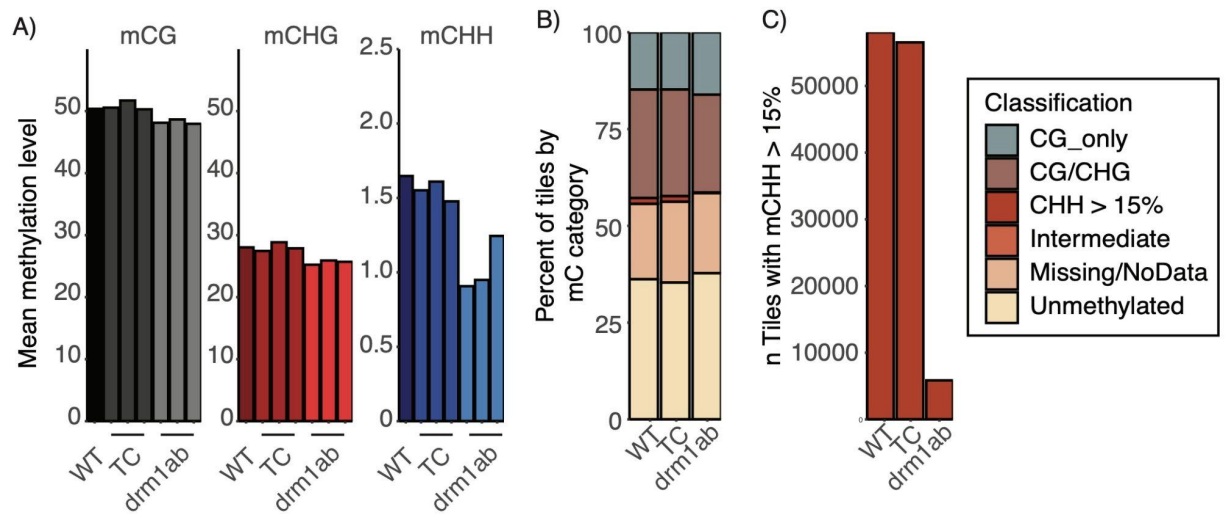 A)
mCG
mCHG
mCHH
Mean methylation level
50
40
30
20
10
0
50
40
30
20
10
0
2.5
2.0
1.5
1.0
0.5
0
WT
TC
drm1ab
WT
TC
drm1ab
WT
TC
drm1ab
B)
Percent of tiles by
mC category
100
75
50
25
0
WT
TC
drm1ab
C)
n Tiles with mCHH > 15%
50000
40000
30000
20000
10000
0
WT
TC
drm1ab
Classification
CG_only
CG/CHG
CHH > 15%
Intermediate
Missing/NoData
Unmethylated